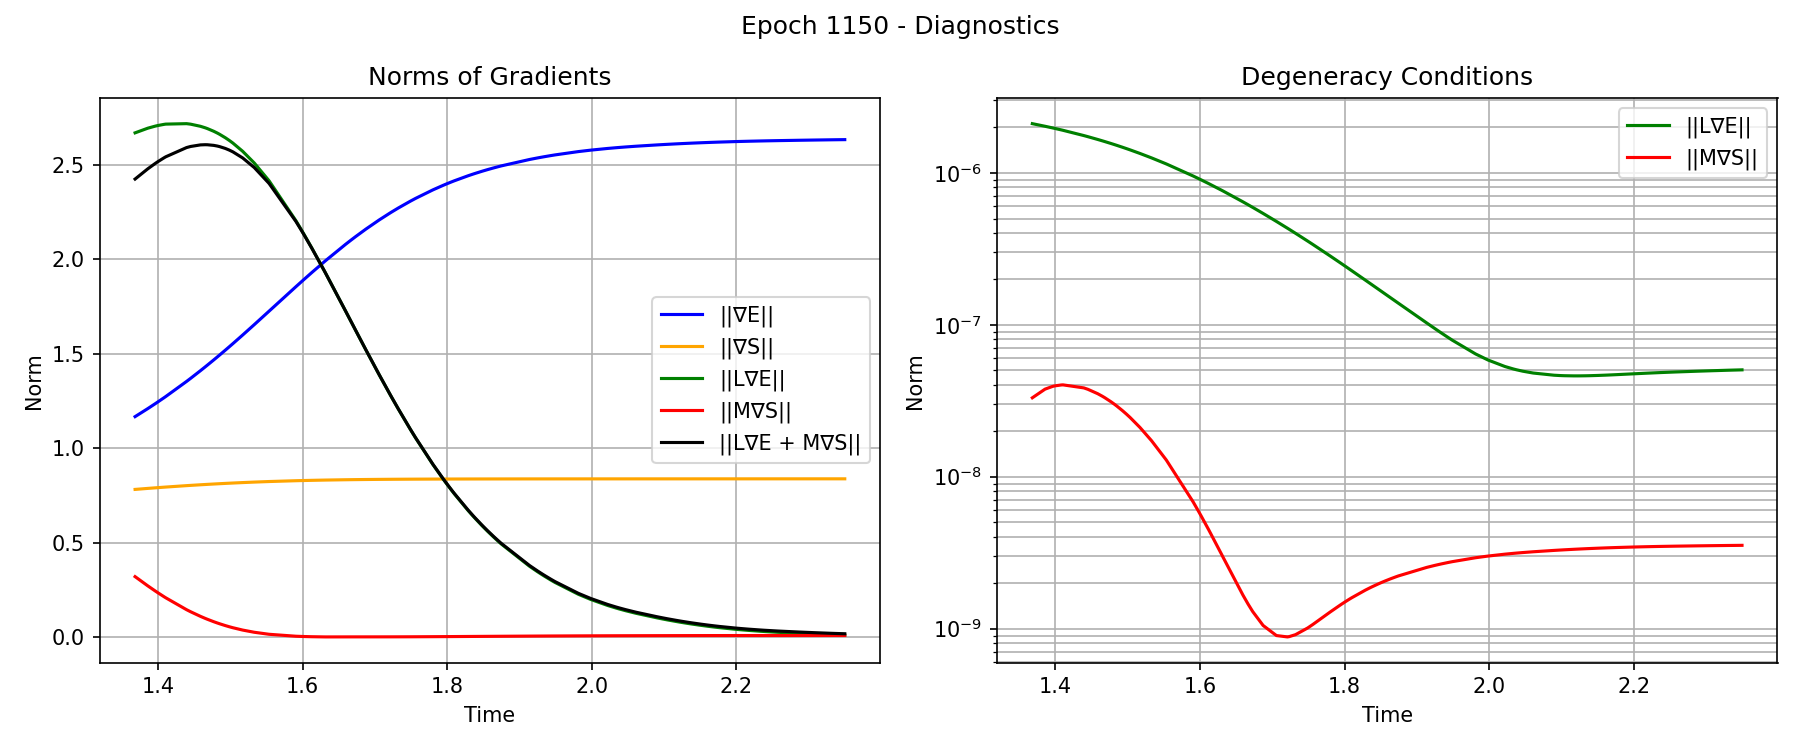 Epoch 1150 - Diagnostics
Norms of Gradients
Norm
2.5
2.0
1.5
1.0
0.5
0.0
||∇E||
||∇S||
||L∇E||
||M∇S||
||L∇E + M∇S||
1.4
1.6
1.8
2.0
2.2
Time
Degeneracy Conditions
Norm
10⁻⁶
10⁻⁷
10⁻⁸
10⁻⁹
||L∇E||
||M∇S||
1.4
1.6
1.8
2.0
2.2
Time